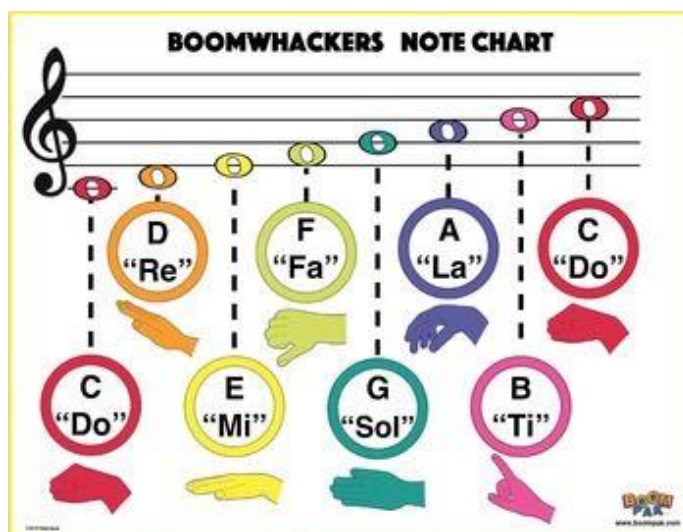 BOOMWHACKERS NOTE CHART
D
“Re”
F
“Fa”
A
“La”
C
“Do”
C
“Do”
E
“Mi”
G
“Sol”
B
“Ti”
BOOM
PAK
www.boompak.com